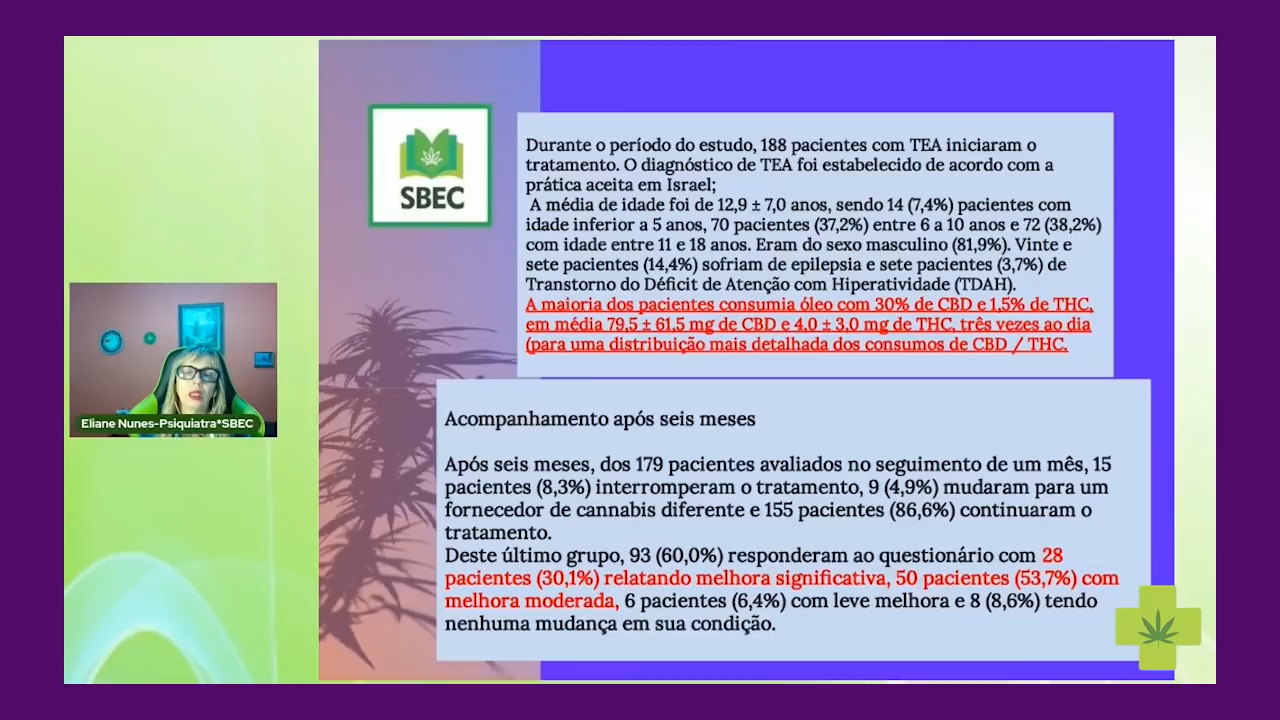 SBEC
Durante o período do estudo, 188 pacientes com TEA iniciaram o
tratamento. O diagnóstico de TEA foi estabelecido de acordo com a
prática aceita em Israel;
A média de idade foi de 12,9 ± 7,0 anos, sendo 14 (7,4%) pacientes com
idade inferior a 5 anos, 70 pacientes (37,2%) entre 6 a 10 anos e 72 (38,2%)
com idade entre 11 e 18 anos. Eram do sexo masculino (81,9%). Vinte e
sete pacientes (14,4%) sofriam de epilepsia e sete pacientes (3,7%) de
Transtorno do Déficit de Atenção com Hiperatividade (TDAH).
A maioria dos pacientes consumia óleo com 30% de CBD e 1,5% de THC,
em média 79,5 ± 61,5 mg de CBD e 4,0 ± 3,0 mg de THC, três vezes ao dia
(para uma distribuição mais detalhada dos consumos de CBD / THC.
Eliane Nunes-Psiquiatra*SBEC
Acompanhamento após seis meses
Após seis meses, dos 179 pacientes avaliados no seguimento de um mês, 15
pacientes (8,3%) interromperam o tratamento, 9 (4,9%) mudaram para um
fornecedor de cannabis diferente e 155 pacientes (86,6%) continuaram o
tratamento.
Deste último grupo, 93 (60,0%) responderam ao questionário com 28
pacientes (30,1%) relatando melhora significativa, 50 pacientes (53,7%) com
melhora moderada, 6 pacientes (6,4%) com leve melhora e 8 (8,6%) tendo
nenhuma mudança em sua condição.